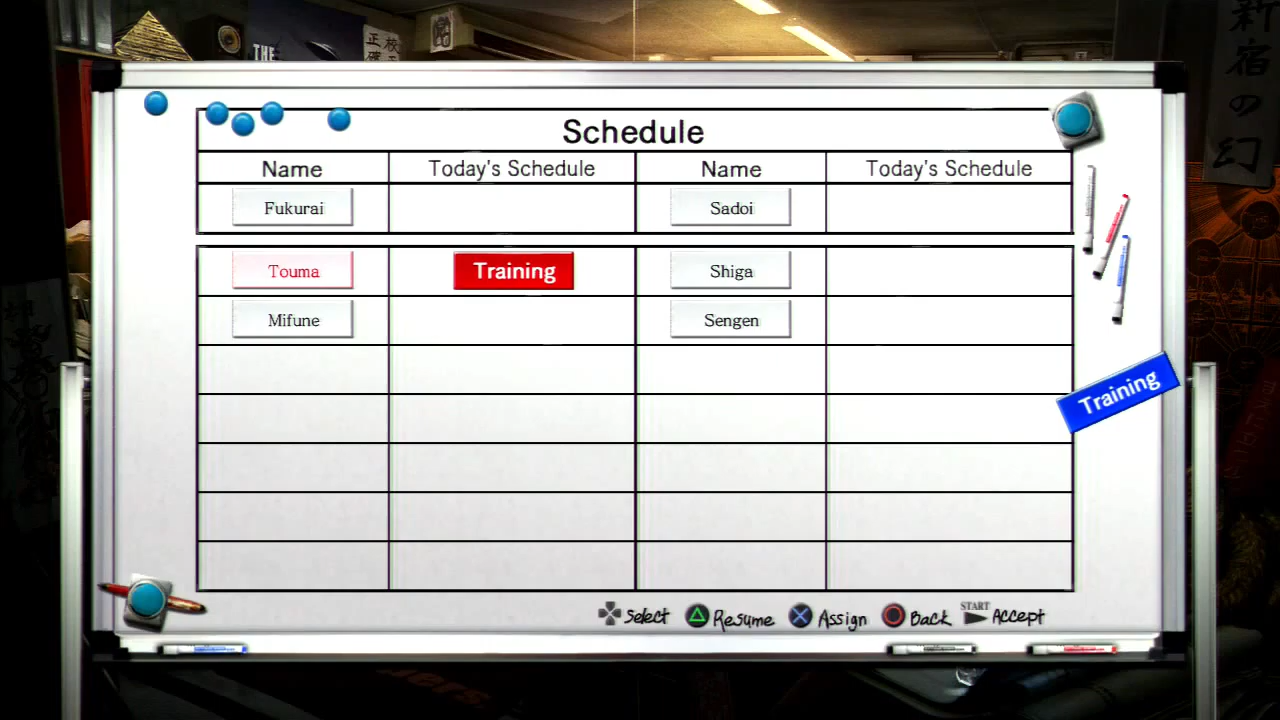 THE
新宿の幻
Schedule
Name Today's Schedule Name Today's Schedule
Fukurai Sadoi
Touma Training Shiga
Mifune Sengen
Training
Select Resume Assign Back START Accept